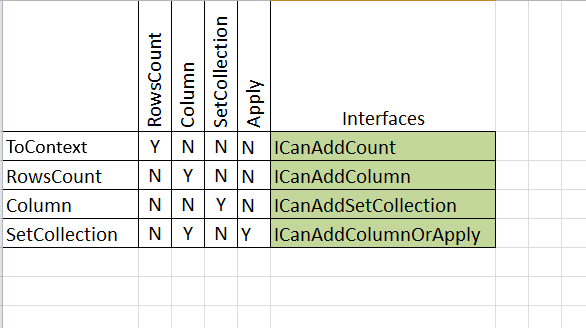 RowsCount Column SetCollection Apply Interfaces
ToContext Y N N N ICanAddCount
RowsCount N Y N N ICanAddColumn
Column N N Y N ICanAddSetCollection
SetCollection N Y N Y ICanAddColumnOrApply